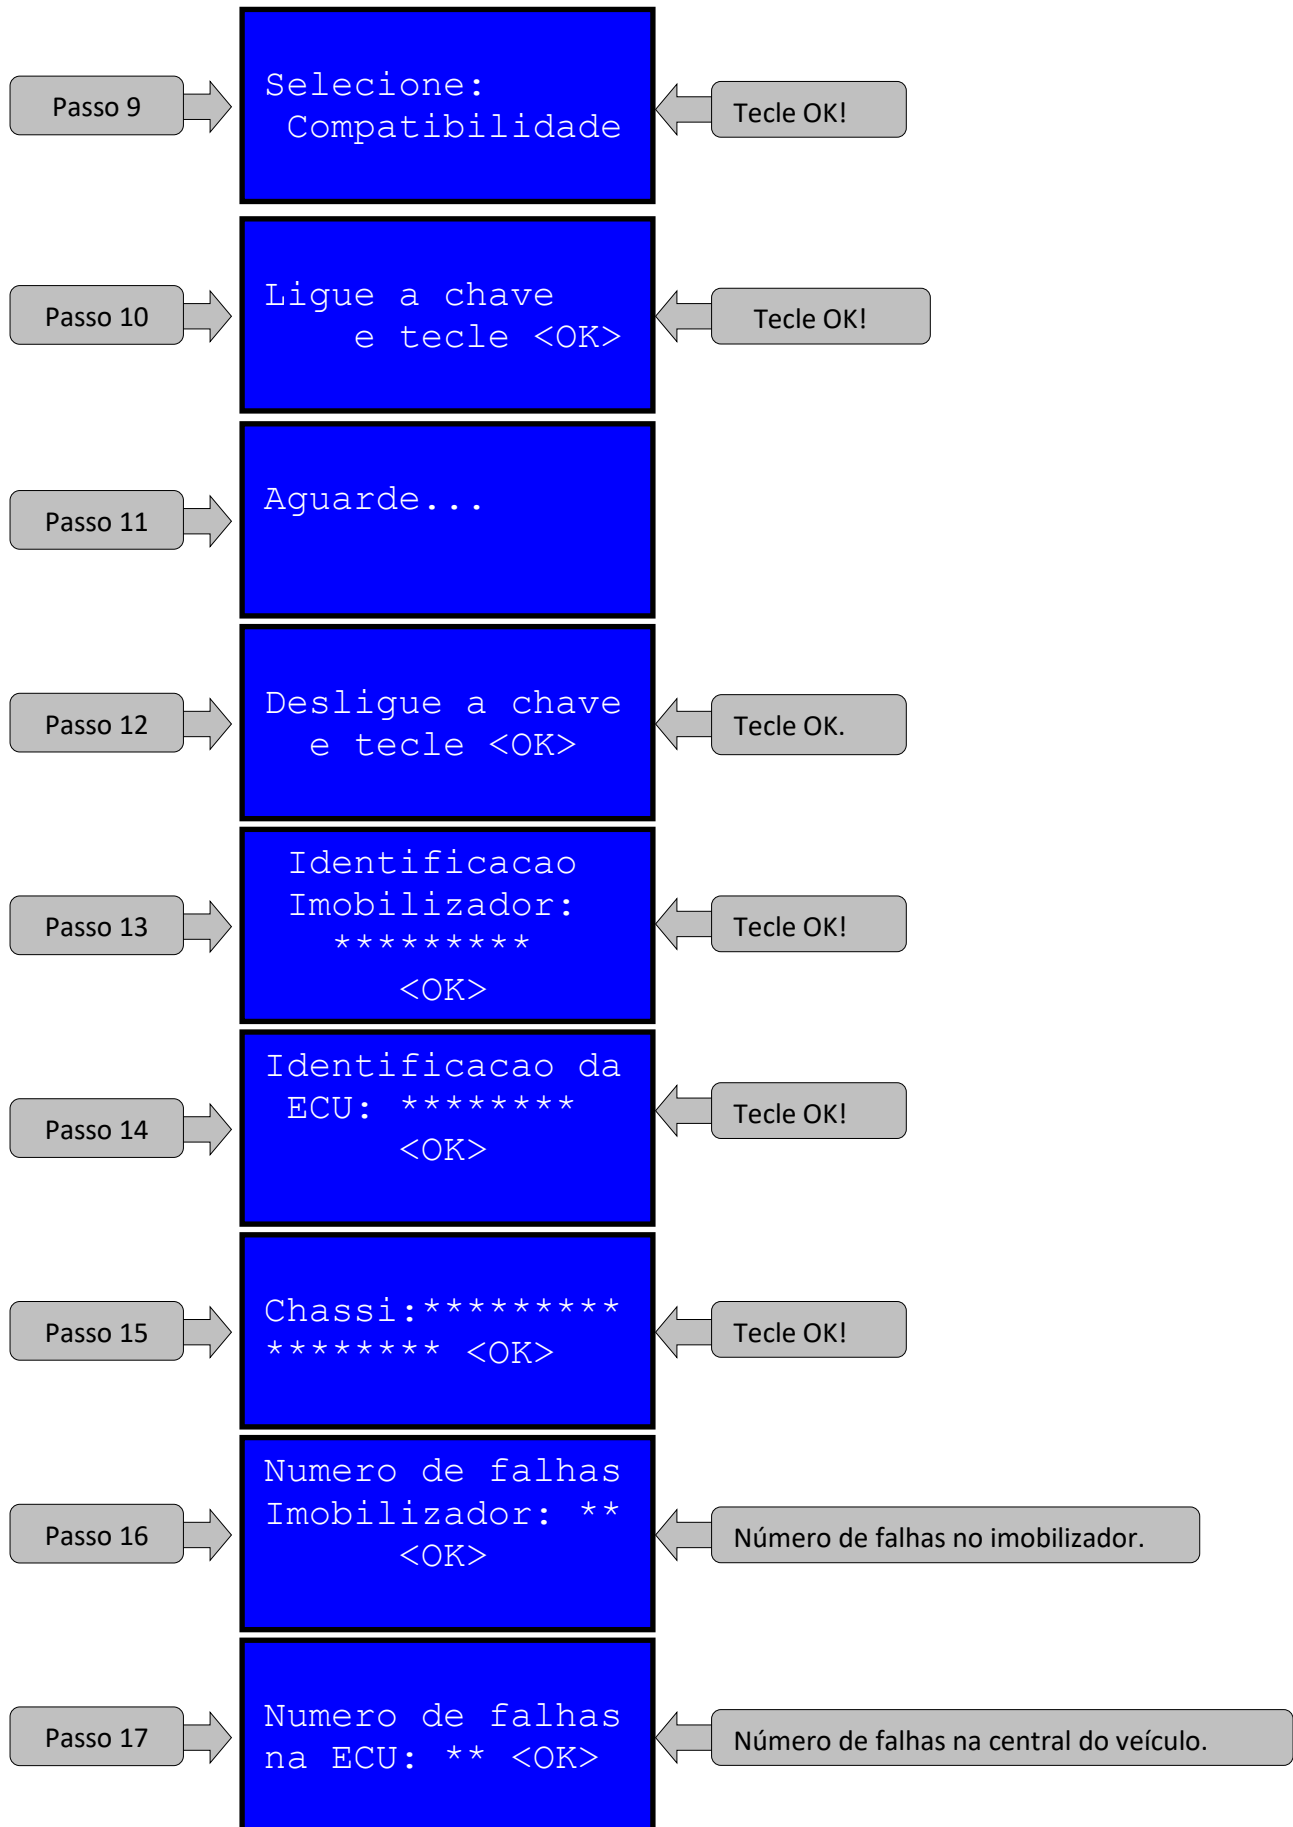 Passo 9
Selecione:
Compatibilidade
Tecle OK!
Passo 10
Ligue a chave
e tecle <OK>
Tecle OK!
Passo 11
Aguarde...
Passo 12
Desligue a chave
e tecle <OK>
Tecle OK.
Passo 13
Identificacao
Imobilizador:
*********
<OK>
Tecle OK!
Passo 14
Identificacao da
ECU: ********
<OK>
Tecle OK!
Passo 15
Chassi:*********
******** <OK>
Tecle OK!
Passo 16
Numero de falhas
Imobilizador: **
<OK>
Número de falhas no imobilizador.
Passo 17
Numero de falhas
na ECU: ** <OK>
Número de falhas na central do veículo.